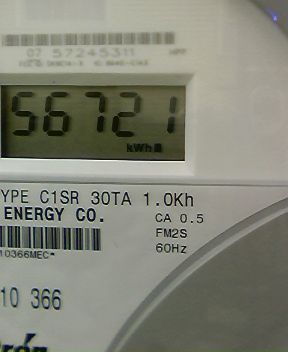 07 57245311
56721
kWh
YPE C1SR 30TA 1.0Kh
ENERGY CO.
CA 0.5
FM2S
60Hz
10366MEC*
10 366